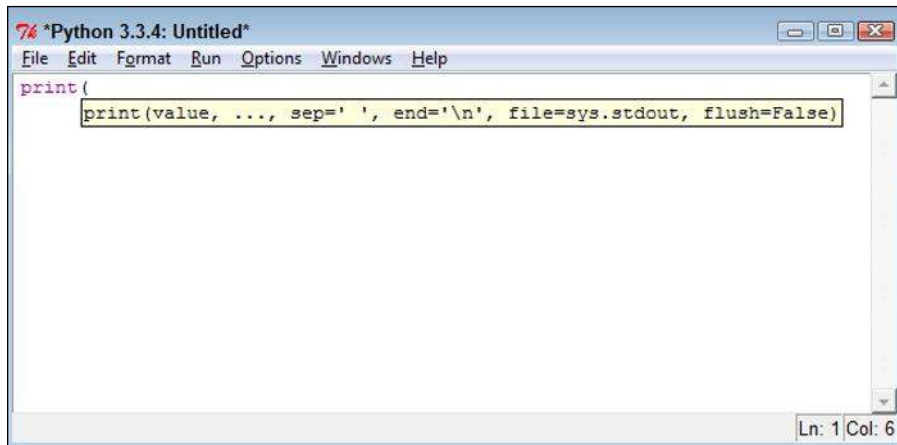 *Python 3.3.4: Untitled*
File Edit Format Run Options Windows Help
print(
print(value, ..., sep=' ', end='\n', file=sys.stdout, flush=False)
Ln: 1 Col: 6